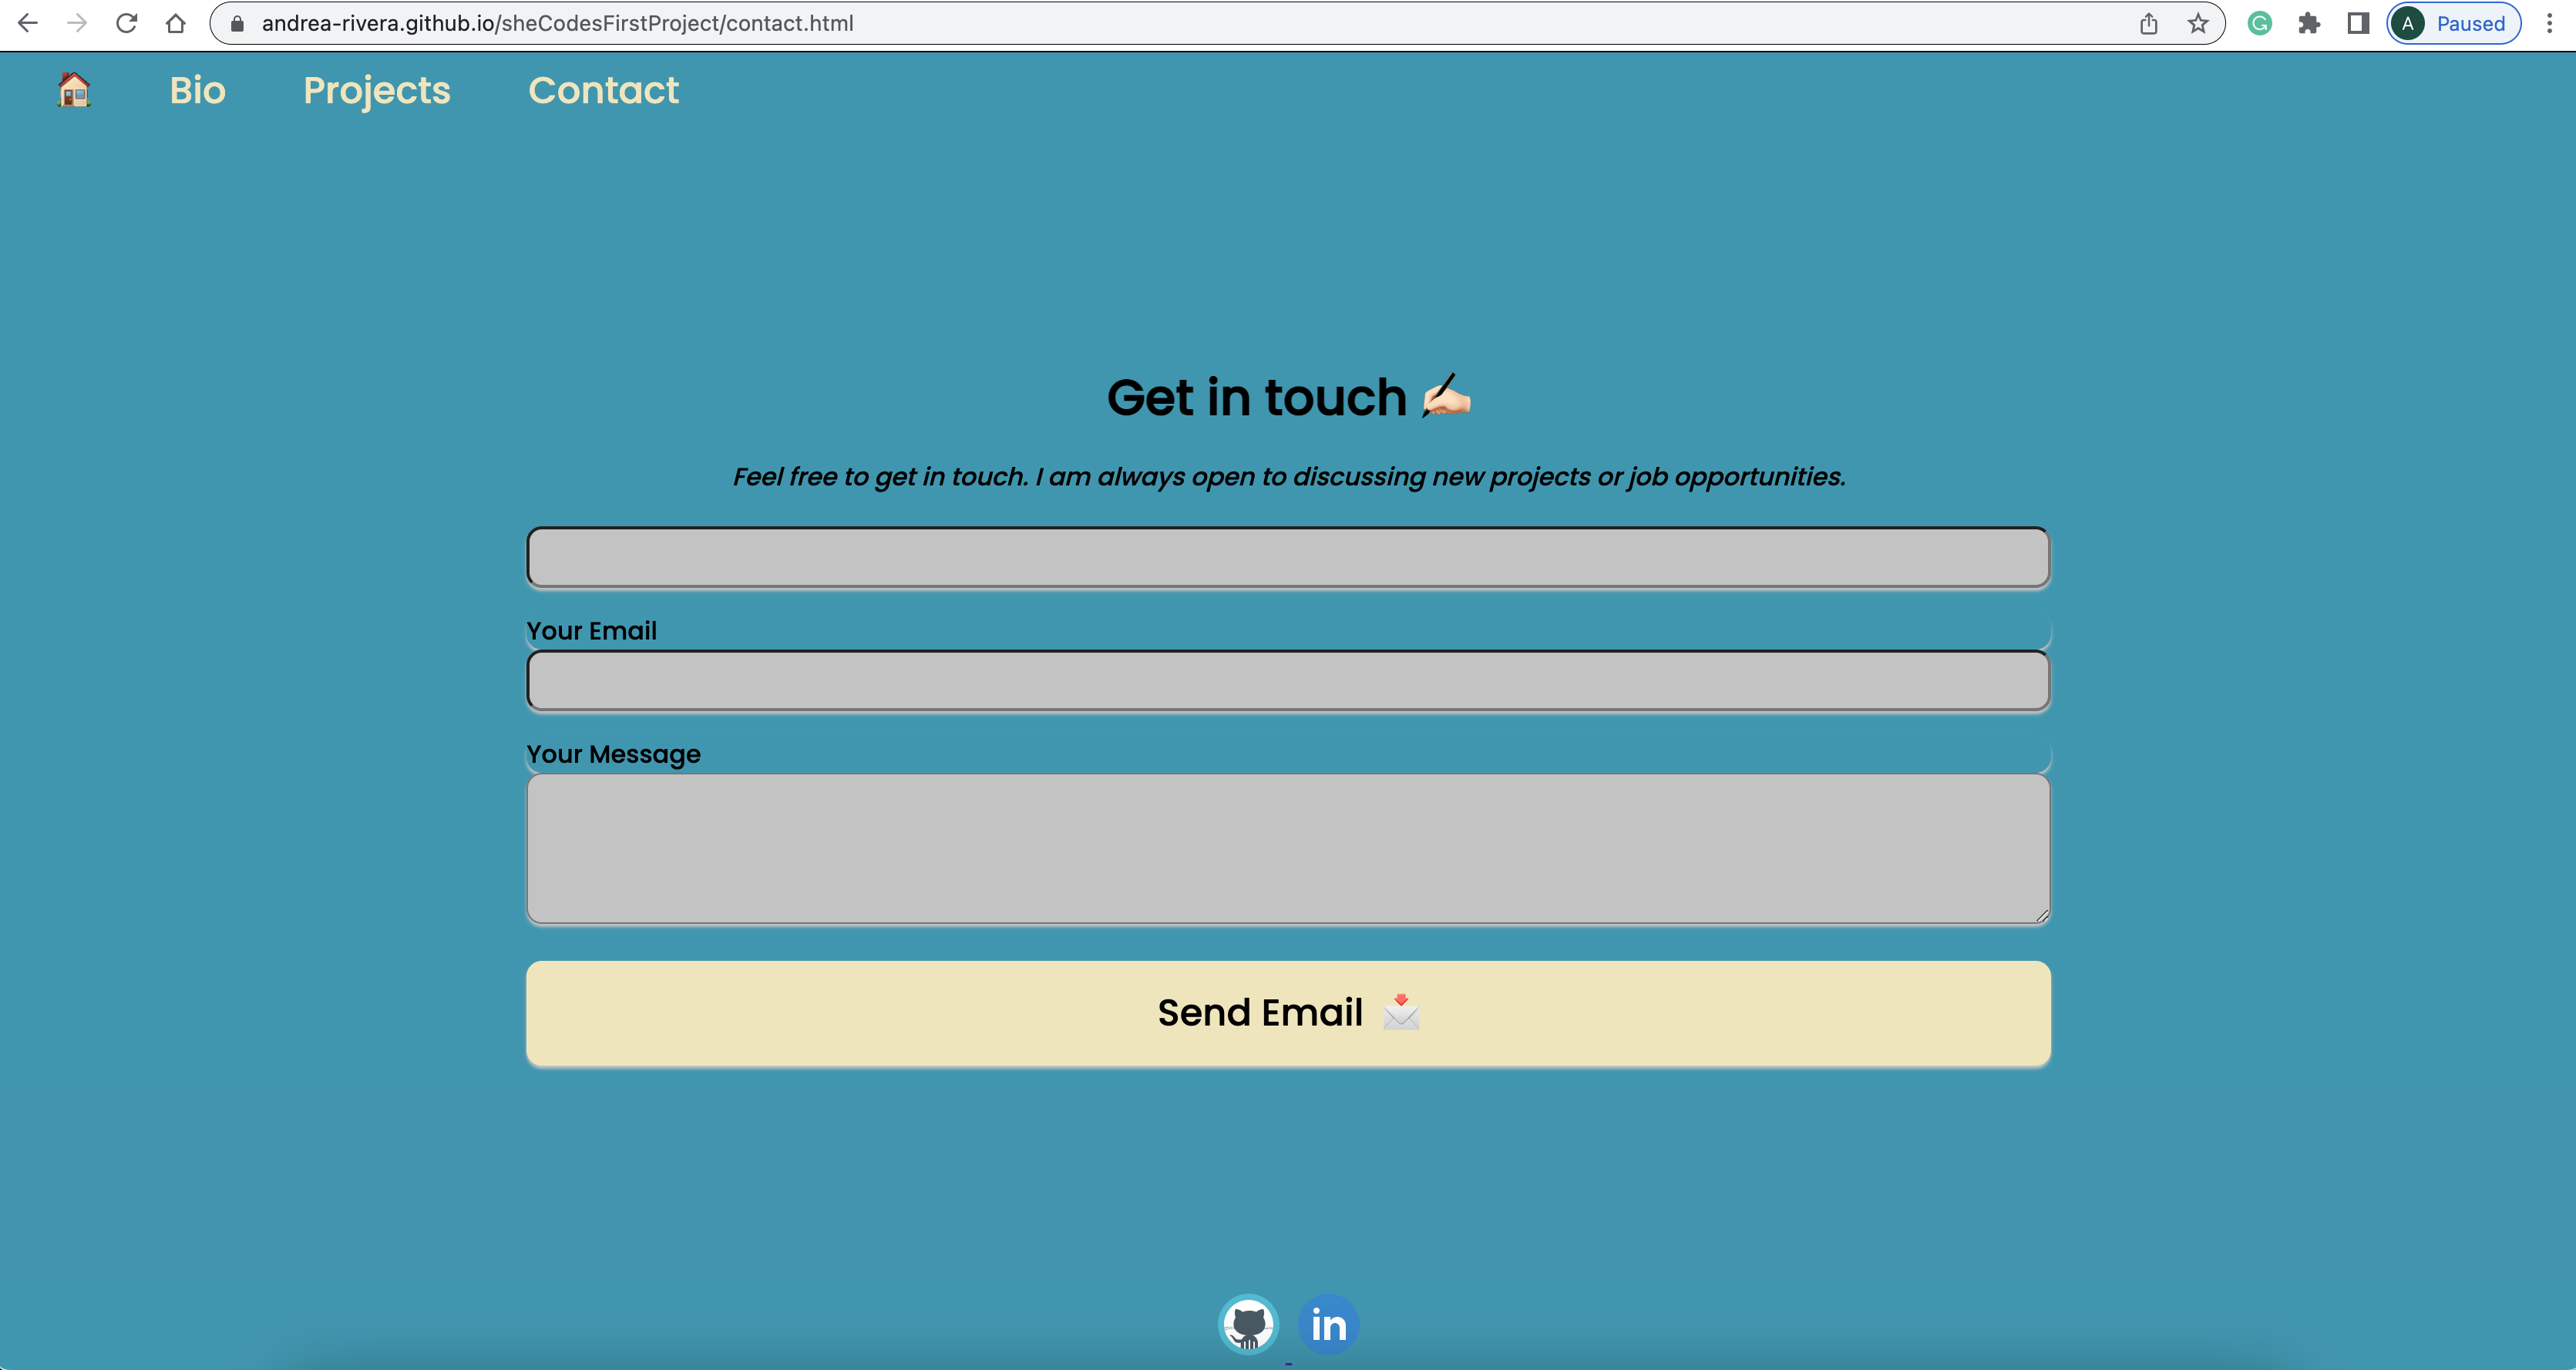 andrea-rivera.github.io/sheCodesFirstProject/contact.html
A Paused
Bio Projects Contact
Get in touch
Feel free to get in touch. I am always open to discussing new projects or job opportunities.
Your Email
Your Message
Send Email
in